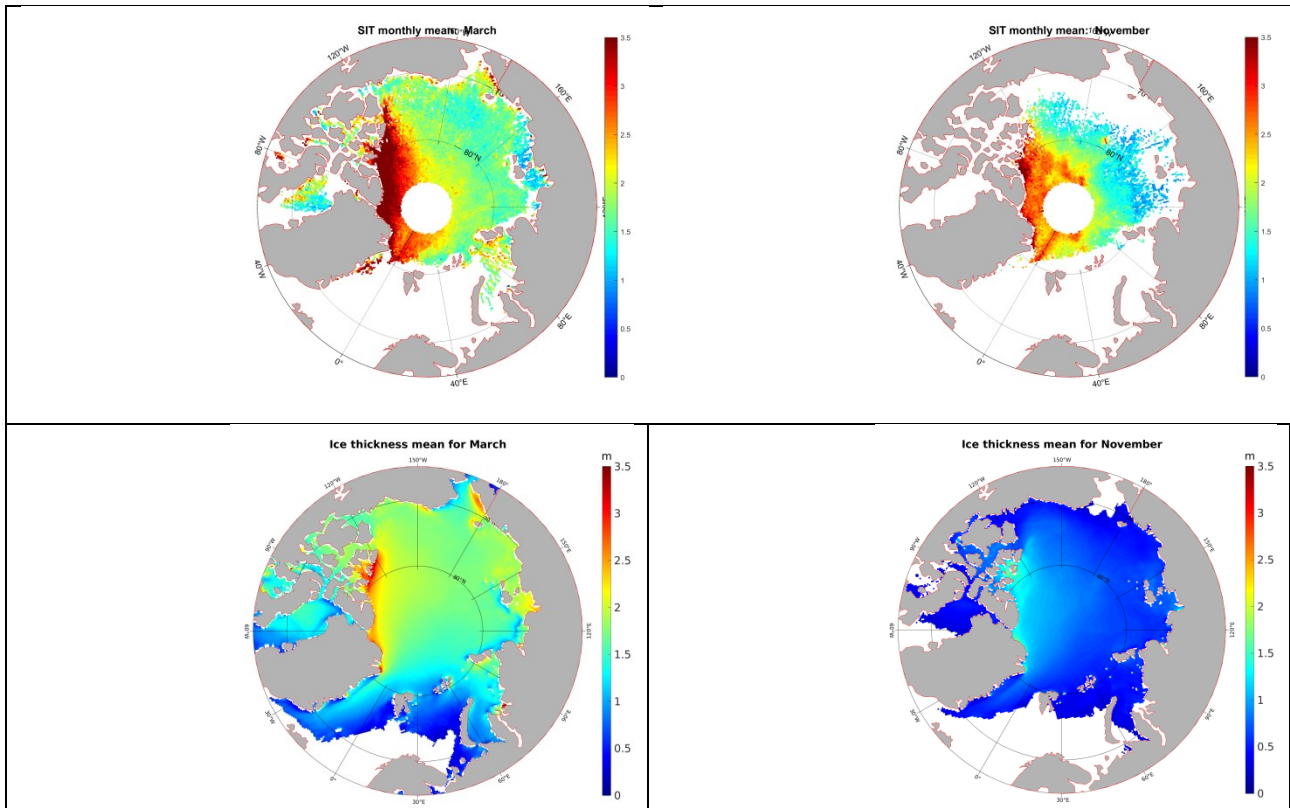 SIT monthly mean: March
120°W
160°E
80°W
80°N
40°W
80°E
0°
40°E
3.5
3
2.5
2
1.5
1
0.5
0
SIT monthly mean: November
120°W
160°E
70°
80°W
80°N
40°W
80°E
0°
40°E
3.5
3
2.5
2
1.5
1
0.5
0
Ice thickness mean for March
m
150°W
120°W
180°
90°W
150°E
80°N
60°W
120°E
30°W
90°E
0°
60°E
30°E
3.5
3
2.5
2
1.5
1
0.5
0
Ice thickness mean for November
m
150°W
120°W
180°
90°W
150°E
60°W
120°E
30°W
90°E
0°
60°E
30°E
3.5
3
2.5
2
1.5
1
0.5
0